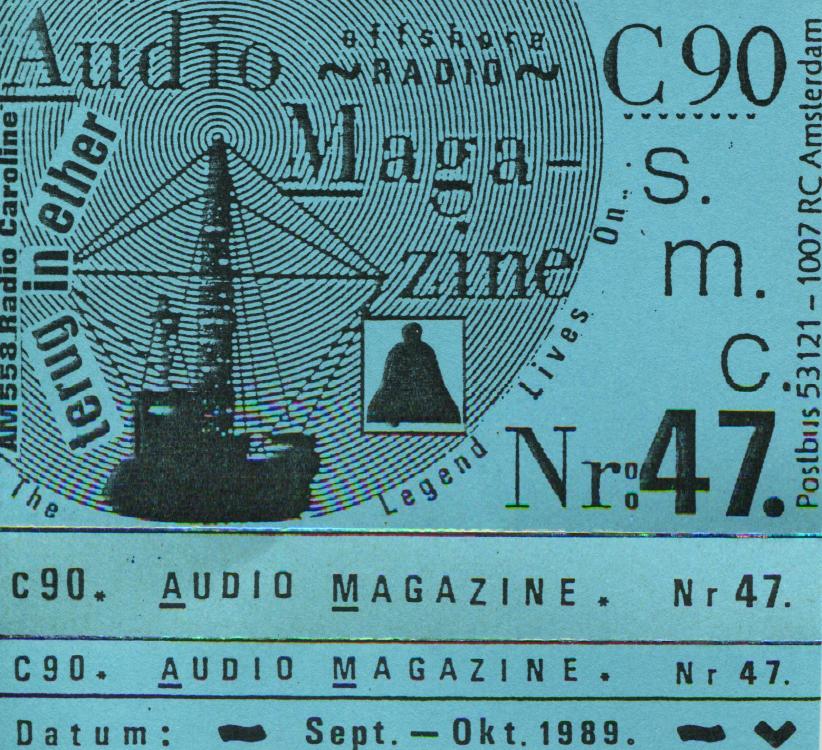 Audio
offshore
~RADIO~
Maga-
zine
C90
s.
m.
c.
Nr:47.
Postbus 53121 – 1007 RC Amsterdam
AM558 Radio Caroline
terug in ether
The Legend Lives On..
C90. AUDIO MAGAZINE. Nr 47.
C90. AUDIO MAGAZINE. Nr 47.
Datum: – Sept. – Okt. 1989. –